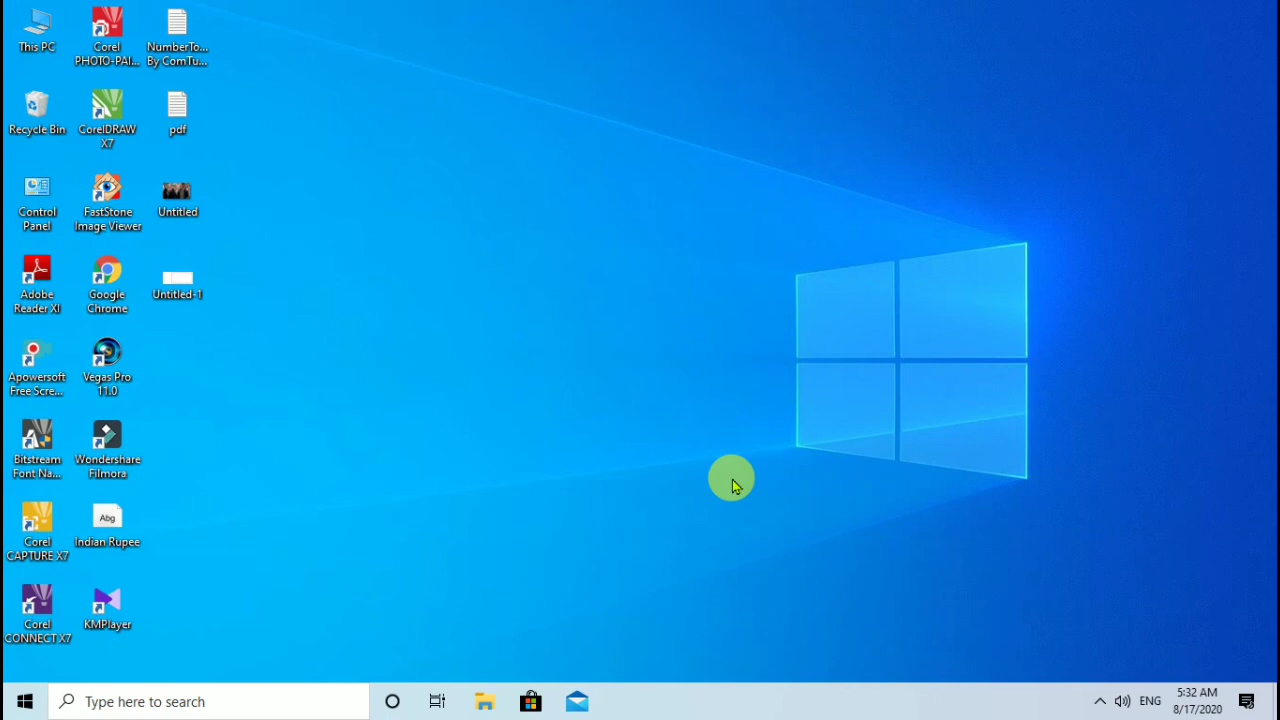 This PC
Recycle Bin
Control
Panel
Adobe
Reader XI
Apowersoft
Free Scre...
Bitstream
Font Na...
Corel
CAPTURE X7
Corel
CONNECT X7
Corel
PHOTO-PAI...
CorelDRAW
X7
FastStone
Image Viewer
Google
Chrome
Vegas Pro
11.0
Wondershare
Filmora
Abg
Indian Rupee
KMPlayer
NumberTo...
By ComTu...
pdf
Untitled
Untitled-1
Type here to search
ENG
5:32 AM
8/17/2020